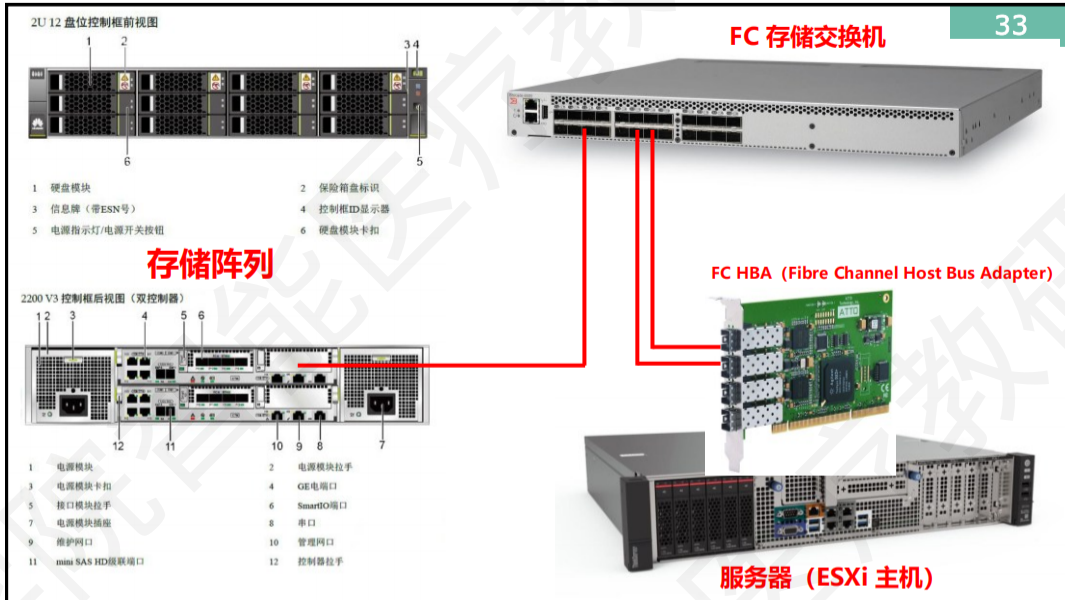 33
2U 12 盘位控制框前视图
1
2
3 4
6
5
1 硬盘模块
2 保险箱盘标识
3 信息牌（带ESN号）
4 控制框ID显示器
5 电源指示灯/电源开关按钮
6 硬盘模块卡扣
存储阵列
2200 V3 控制框后视图（双控制器）
1 2
3
4
5
6
12
11
10
9
8
7
1 电源模块
2 电源模块拉手
3 电源模块卡扣
4 GE电端口
5 接口模块拉手
6 SmartIO端口
7 电源模块插座
8 串口
9 维护网口
10 管理网口
11 mini SAS HD级联端口
12 控制器拉手
FC 存储交换机
FC HBA（Fibre Channel Host Bus Adapter）
ATTO
服务器（ESXi 主机）